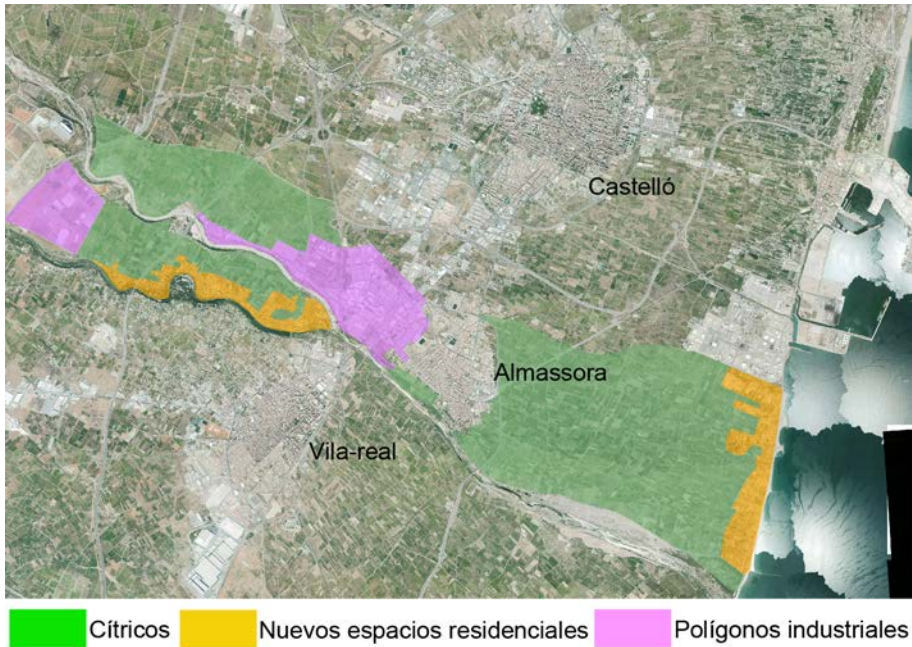 Castelló
Almassora
Vila-real
Cítricos
Nuevos espacios residenciales
Polígonos industriales